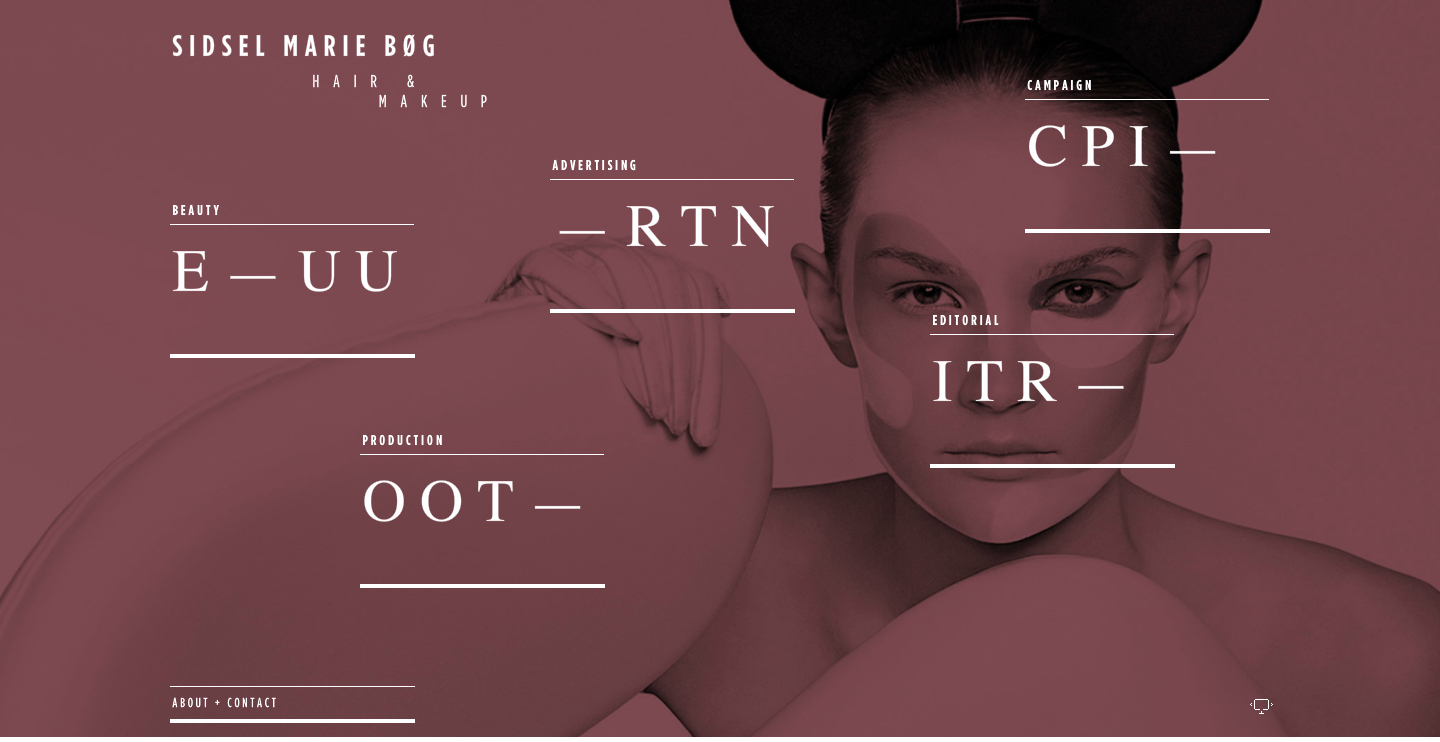 SIDSEL MARIE BØG
HAIR &
MAKEUP
CAMPAIGN
CPI —
ADVERTISING
— RTN
BEAUTY
E — UU
EDITORIAL
ITR —
PRODUCTION
OOT —
ABOUT + CONTACT